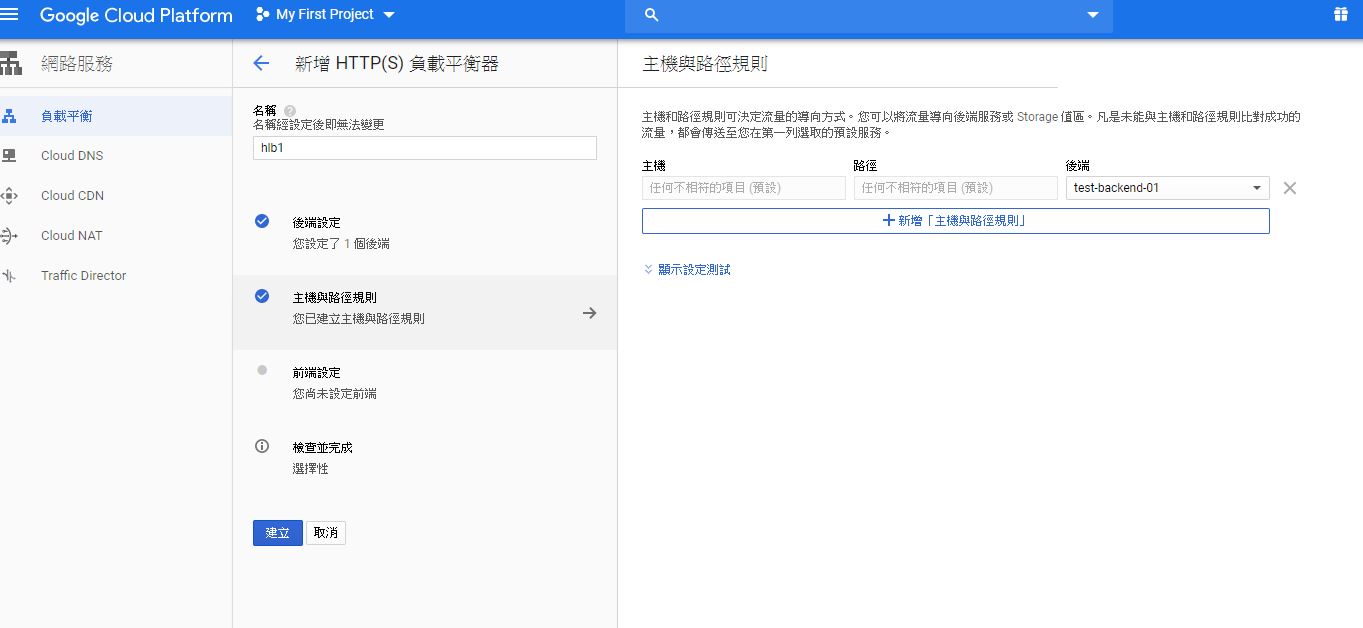 Google Cloud Platform
My First Project
網路服務
負載平衡
Cloud DNS
Cloud CDN
Cloud NAT
Traffic Director
新增 HTTP(S) 負載平衡器
名稱
名稱經設定後即無法變更
hlb1
後端設定
您設定了 1 個後端
主機與路徑規則
您已建立主機與路徑規則
前端設定
您尚未設定前端
檢查並完成
選擇性
建立
取消
主機與路徑規則
主機和路徑規則可決定流量的導向方式。您可以將流量導向後端服務或 Storage 值區。凡是未能與主機和路徑規則比對成功的
流量，都會傳送至您在第一列選取的預設服務。
主機
路徑
後端
任何不相符的項目 (預設)
任何不相符的項目 (預設)
test-backend-01
新增「主機與路徑規則」
顯示設定測試